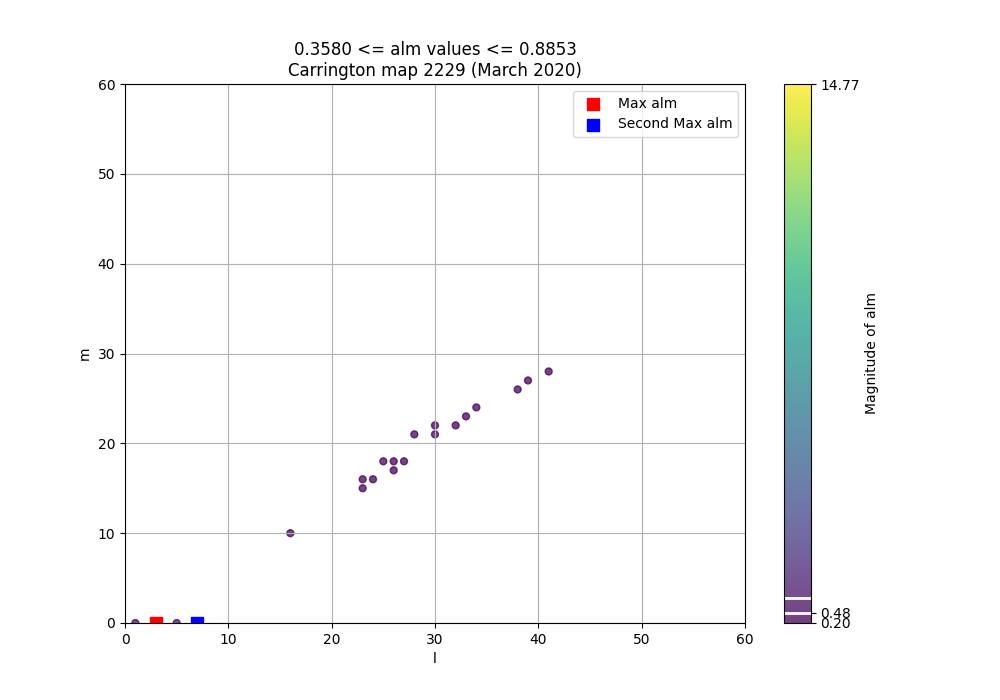 0.3580 <= alm values <= 0.8853
Carrington map 2229 (March 2020)
Max alm
Second Max alm
60
50
40
30
20
10
0
m
0 10 20 30 40 50 60
l
14.77
0.48
0.20
Magnitude of alm